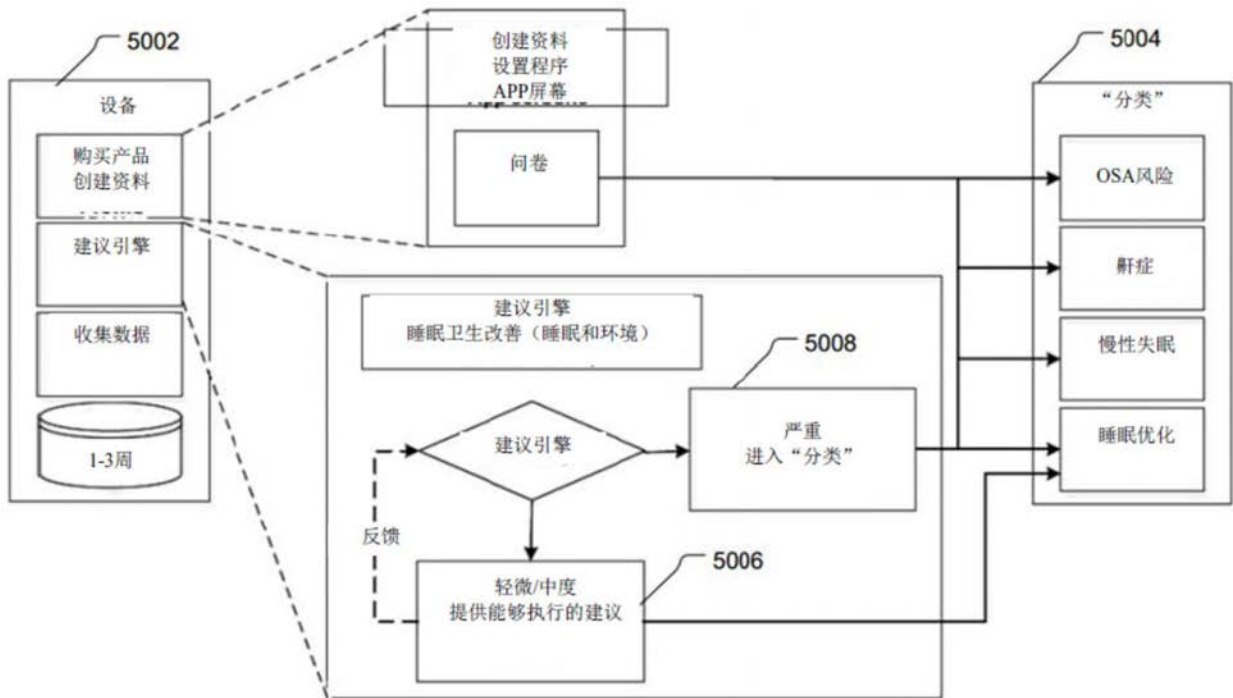 5002
设备
购买产品
创建资料
建议引擎
收集数据
1-3周
创建资料
设置程序
APP屏幕
问卷
建议引擎
睡眠卫生改善（睡眠和环境）
建议引擎
反馈
5008
严重
进入“分类”
5006
轻微/中度
提供能够执行的建议
5004
“分类”
OSA风险
鼾症
慢性失眠
睡眠优化